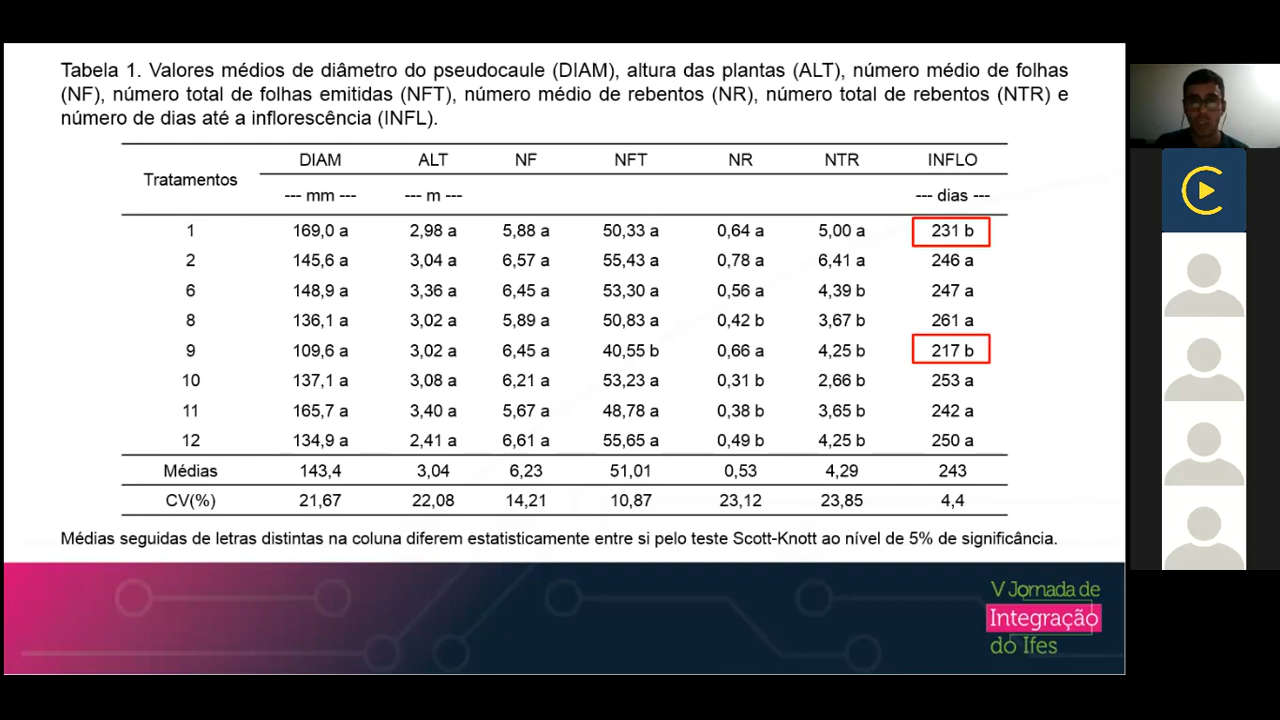 Tabela 1. Valores médios de diâmetro do pseudocaule (DIAM), altura das plantas (ALT), número médio de folhas
(NF), número total de folhas emitidas (NFT), número médio de rebentos (NR), número total de rebentos (NTR) e
número de dias até a inflorescência (INFL).
Tratamentos DIAM ALT NF NFT NR NTR INFLO
--- mm --- --- m --- --- dias ---
1 169,0 a 2,98 a 5,88 a 50,33 a 0,64 a 5,00 a 231 b
2 145,6 a 3,04 a 6,57 a 55,43 a 0,78 a 6,41 a 246 a
6 148,9 a 3,36 a 6,45 a 53,30 a 0,56 a 4,39 b 247 a
8 136,1 a 3,02 a 5,89 a 50,83 a 0,42 b 3,67 b 261 a
9 109,6 a 3,02 a 6,45 a 40,55 b 0,66 a 4,25 b 217 b
10 137,1 a 3,08 a 6,21 a 53,23 a 0,31 b 2,66 b 253 a
11 165,7 a 3,40 a 5,67 a 48,78 a 0,38 b 3,65 b 242 a
12 134,9 a 2,41 a 6,61 a 55,65 a 0,49 b 4,25 b 250 a
Médias 143,4 3,04 6,23 51,01 0,53 4,29 243
CV(%) 21,67 22,08 14,21 10,87 23,12 23,85 4,4
Médias seguidas de letras distintas na coluna diferem estatisticamente entre si pelo teste Scott-Knott ao nível de 5% de significância.
V Jornada de
Integração
do Ifes